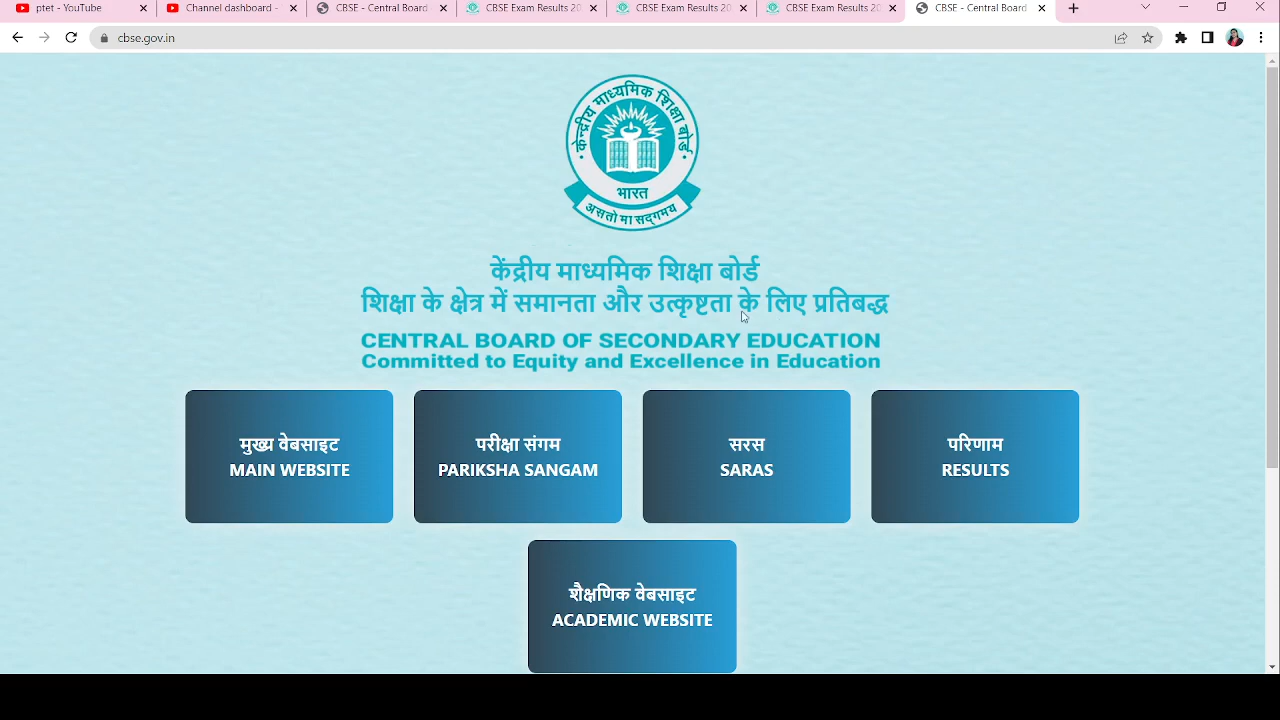 ptet - YouTube
Channel dashboard -
CBSE - Central Board
CBSE Exam Results 20
CBSE Exam Results 20
CBSE Exam Results 20
CBSE - Central Board
cbse.gov.in
केन्द्रीय माध्यमिक शिक्षा बोर्ड
भारत
असतो मा सद्गमय
केंद्रीय माध्यमिक शिक्षा बोर्ड
शिक्षा के क्षेत्र में समानता और उत्कृष्टता के लिए प्रतिबद्ध
CENTRAL BOARD OF SECONDARY EDUCATION
Committed to Equity and Excellence in Education
मुख्य वेबसाइट
MAIN WEBSITE
परीक्षा संगम
PARIKSHA SANGAM
सरस
SARAS
परिणाम
RESULTS
शैक्षणिक वेबसाइट
ACADEMIC WEBSITE